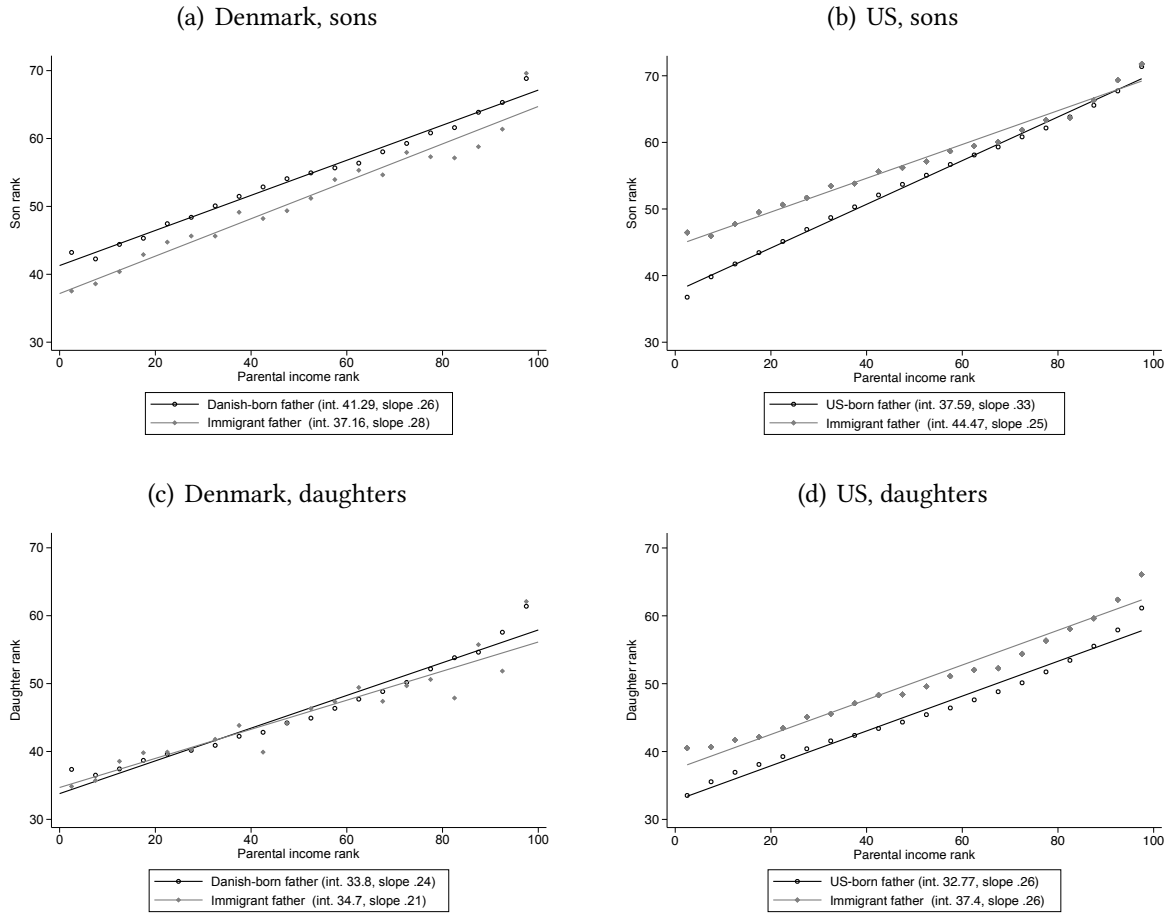 (a) Denmark, sons
70
60
50
40
30
Son rank
0 20 40 60 80 100
Parental income rank
Danish-born father (int. 41.29, slope .26)
Immigrant father (int. 37.16, slope .28)
(b) US, sons
70
60
50
40
30
Son rank
0 20 40 60 80 100
Parental income rank
US-born father (int. 37.59, slope .33)
Immigrant father (int. 44.47, slope .25)
(c) Denmark, daughters
70
60
50
40
30
Daughter rank
0 20 40 60 80 100
Parental income rank
Danish-born father (int. 33.8, slope .24)
Immigrant father (int. 34.7, slope .21)
(d) US, daughters
70
60
50
40
30
Daughter rank
0 20 40 60 80 100
Parental income rank
US-born father (int. 32.77, slope .26)
Immigrant father (int. 37.4, slope .26)